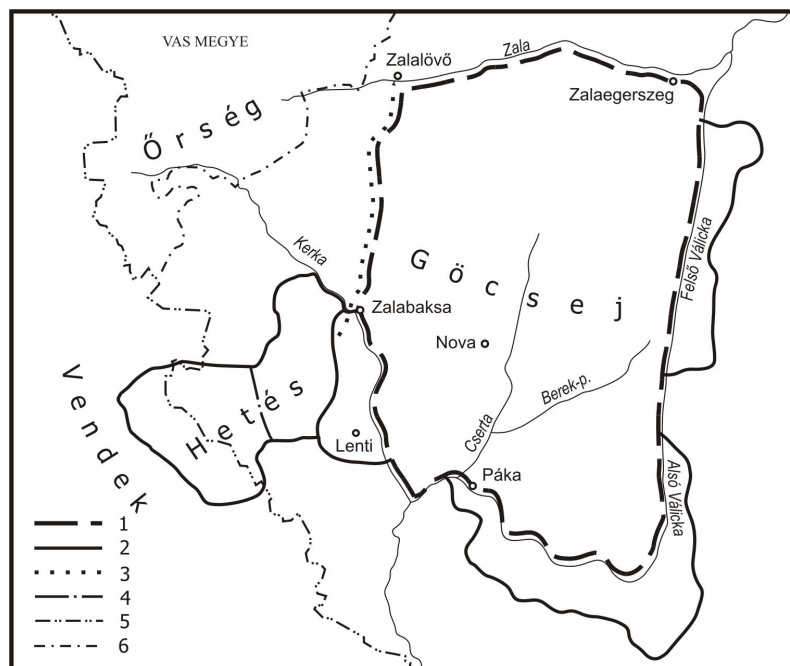 VAS MEGYE
Zalalövő
Zala
Zalaegerszeg
Őrség
Kerka
Göcsej
Felső Válicka
Zalabaksa
Nova
Berek-p.
Cserta
Vendek
Hetés
Lenti
Páka
Alsó Válicka
1
2
3
4
5
6